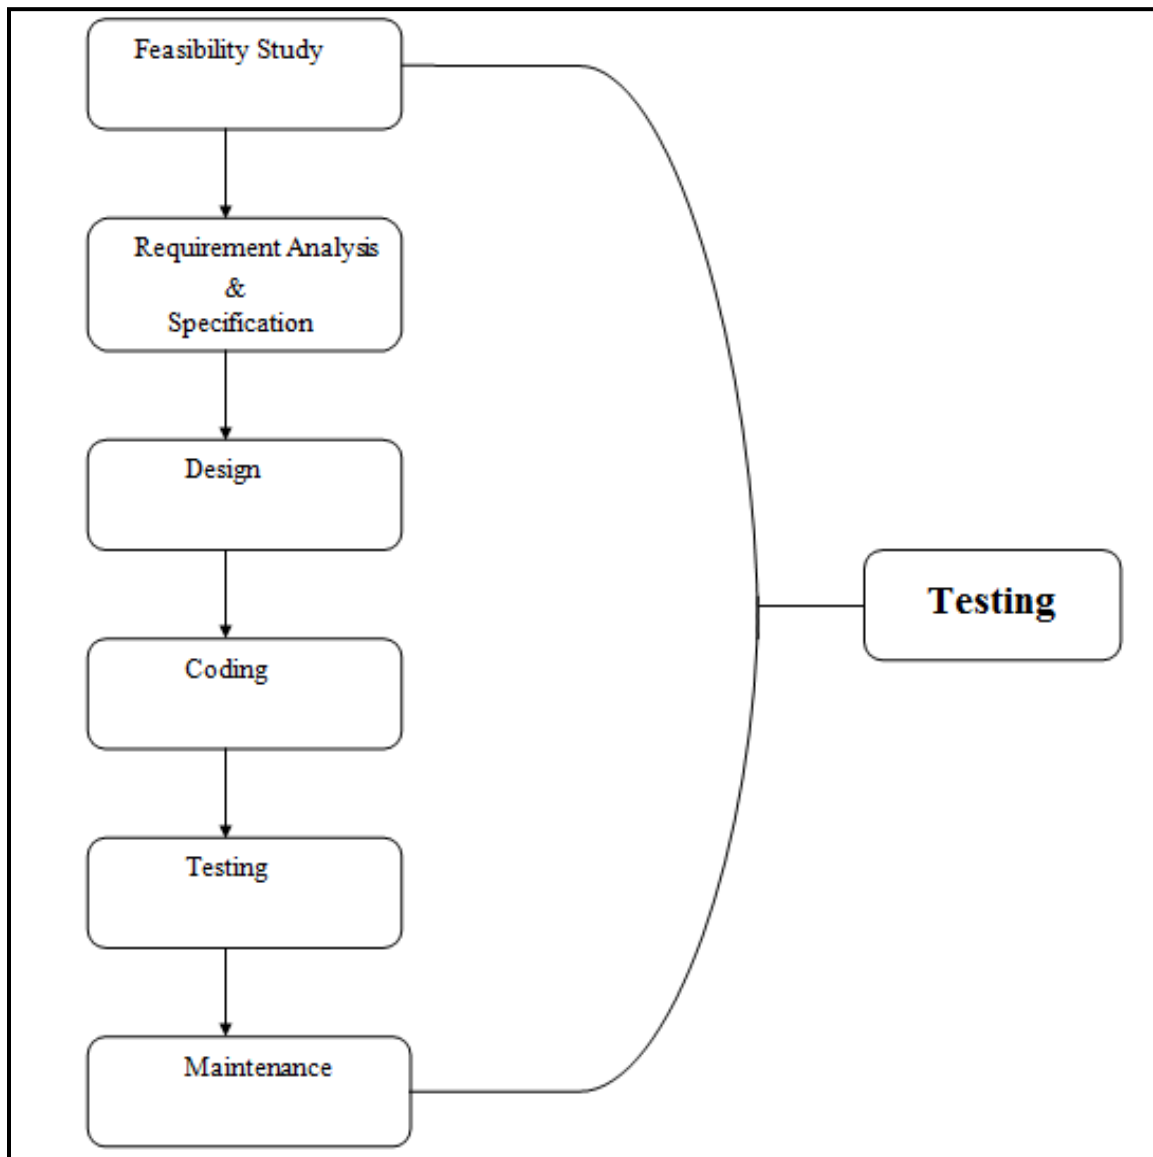 Feasibility Study
Requirement Analysis
&
Specification
Design
Coding
Testing
Maintenance
Testing